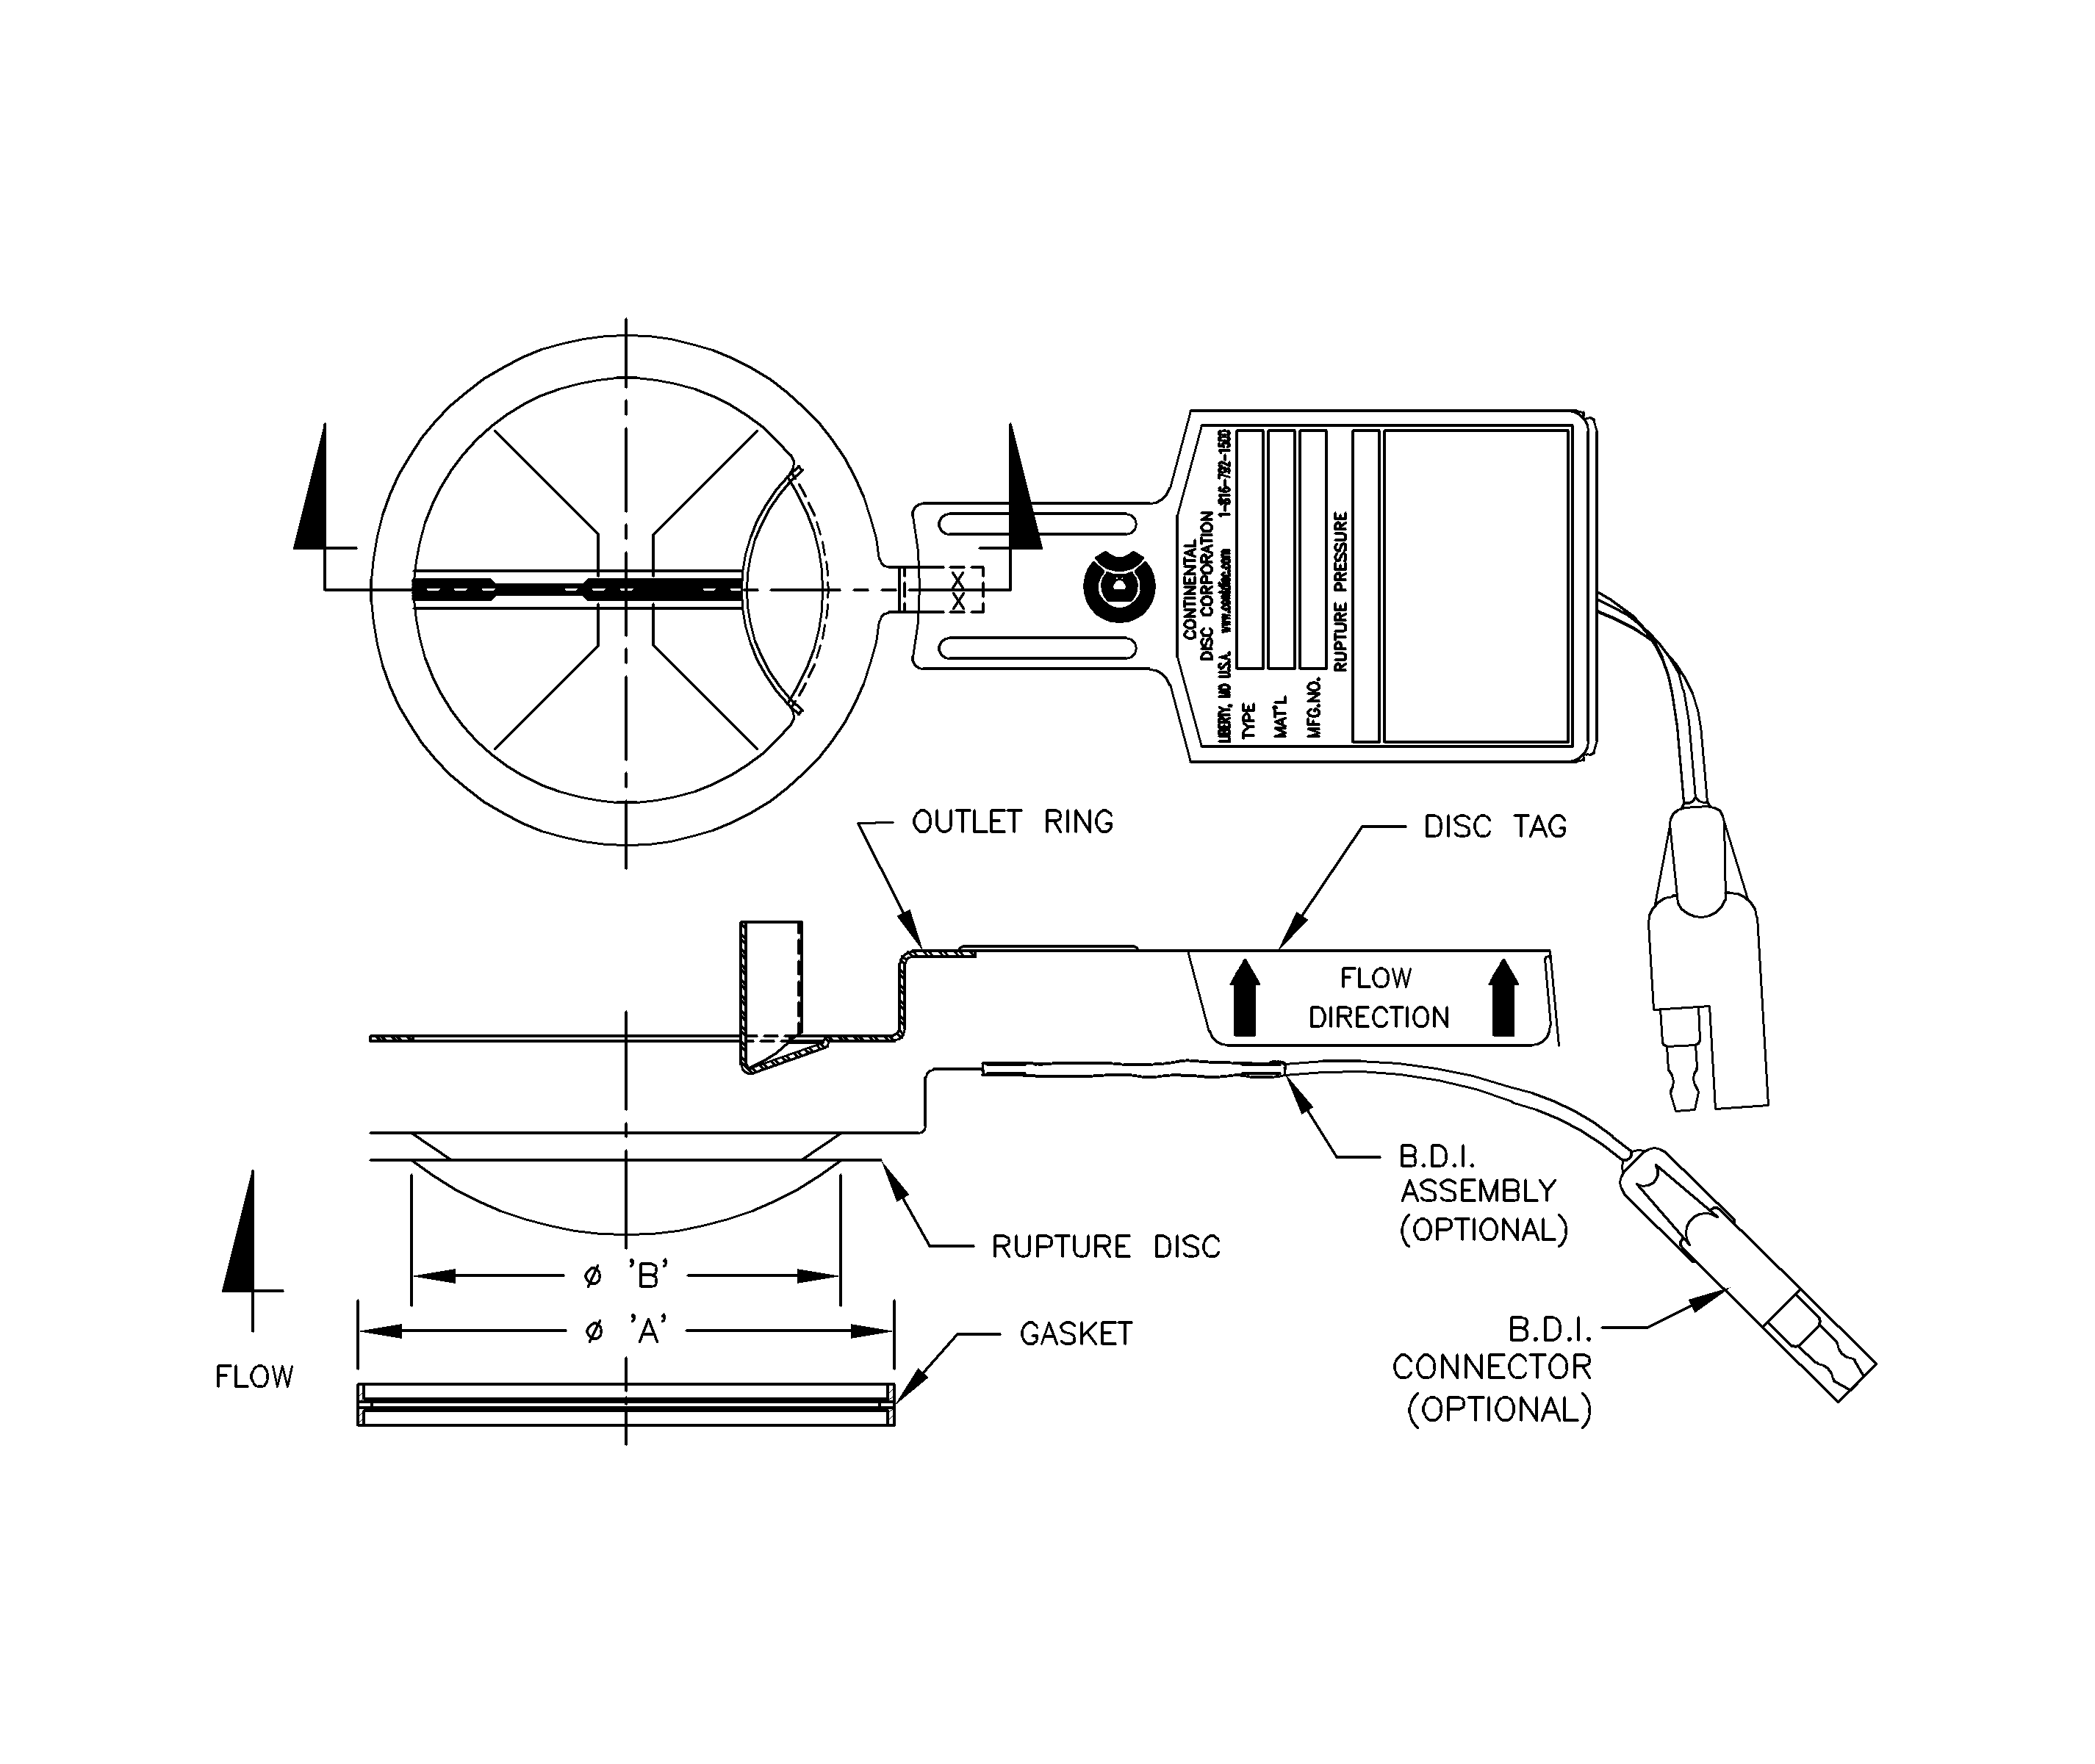 CONTINENTAL
DISC CORPORATION
LIBERTY, MO U.S.A. www.contdisc.com 1-816-792-1500
TYPE
MAT'L
MFG.NO.
RUPTURE PRESSURE
OUTLET RING
DISC TAG
FLOW
DIRECTION
B.D.I.
ASSEMBLY
(OPTIONAL)
RUPTURE DISC
ø 'B'
ø 'A'
GASKET
FLOW
B.D.I.
CONNECTOR
(OPTIONAL)